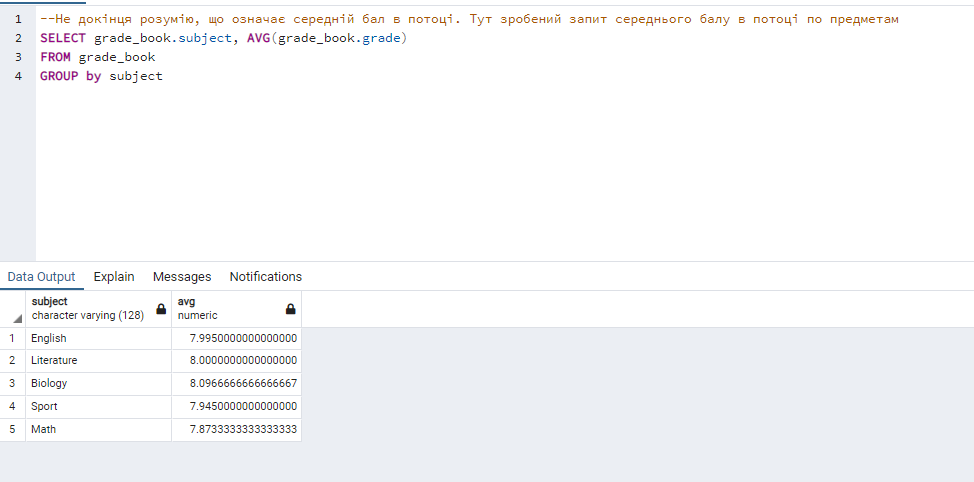 1 --Не докінця розумію, що означає середній бал в потоці. Тут зробений запит середнього балу в потоці по предметам
2 SELECT grade_book.subject, AVG(grade_book.grade)
3 FROM grade_book
4 GROUP by subject
Data Output Explain Messages Notifications
subject avg
character varying (128) numeric
1 English 7.9950000000000000
2 Literature 8.0000000000000000
3 Biology 8.0966666666666667
4 Sport 7.9450000000000000
5 Math 7.8733333333333333